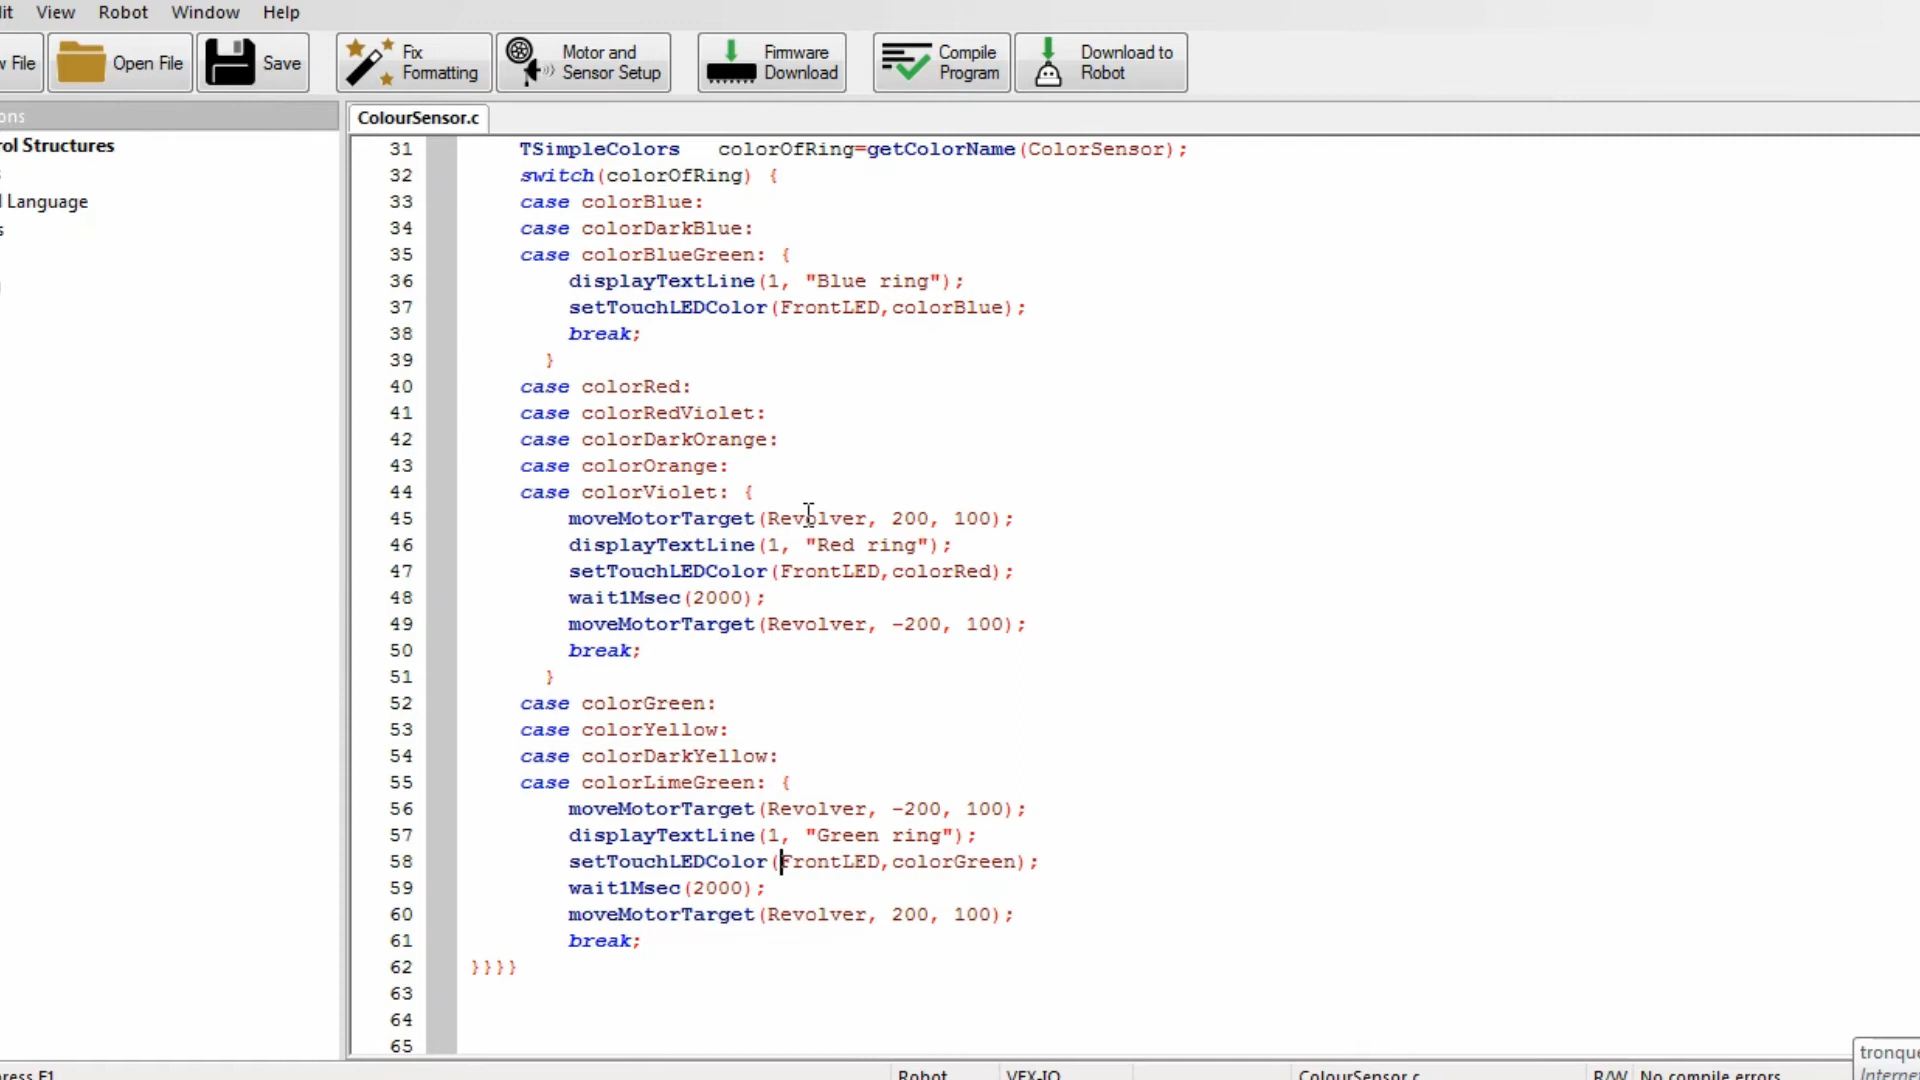 lit View Robot Window Help
w File Open File Save Fix Formatting Motor and Sensor Setup Firmware Download Compile Program Download to Robot
ons
ColourSensor.c
rol Structures
s
l Language
s
31 TSimpleColors colorOfRing=getColorName(ColorSensor);
32 switch(colorOfRing) {
33 case colorBlue:
34 case colorDarkBlue:
35 case colorBlueGreen: {
36 displayTextLine(1, "Blue ring");
37 setTouchLEDColor(FrontLED,colorBlue);
38 break;
39 }
40 case colorRed:
41 case colorRedViolet:
42 case colorDarkOrange:
43 case colorOrange:
44 case colorViolet: {
45 moveMotorTarget(Revolver, 200, 100);
46 displayTextLine(1, "Red ring");
47 setTouchLEDColor(FrontLED,colorRed);
48 wait1Msec(2000);
49 moveMotorTarget(Revolver, -200, 100);
50 break;
51 }
52 case colorGreen:
53 case colorYellow:
54 case colorDarkYellow:
55 case colorLimeGreen: {
56 moveMotorTarget(Revolver, -200, 100);
57 displayTextLine(1, "Green ring");
58 setTouchLEDColor(FrontLED,colorGreen);
59 wait1Msec(2000);
60 moveMotorTarget(Revolver, 200, 100);
61 break;
62 }}}}
63
64
65
tronque
Interne
ress F1 Robot VEX-IQ ColourSensor.c R/W No compile errors